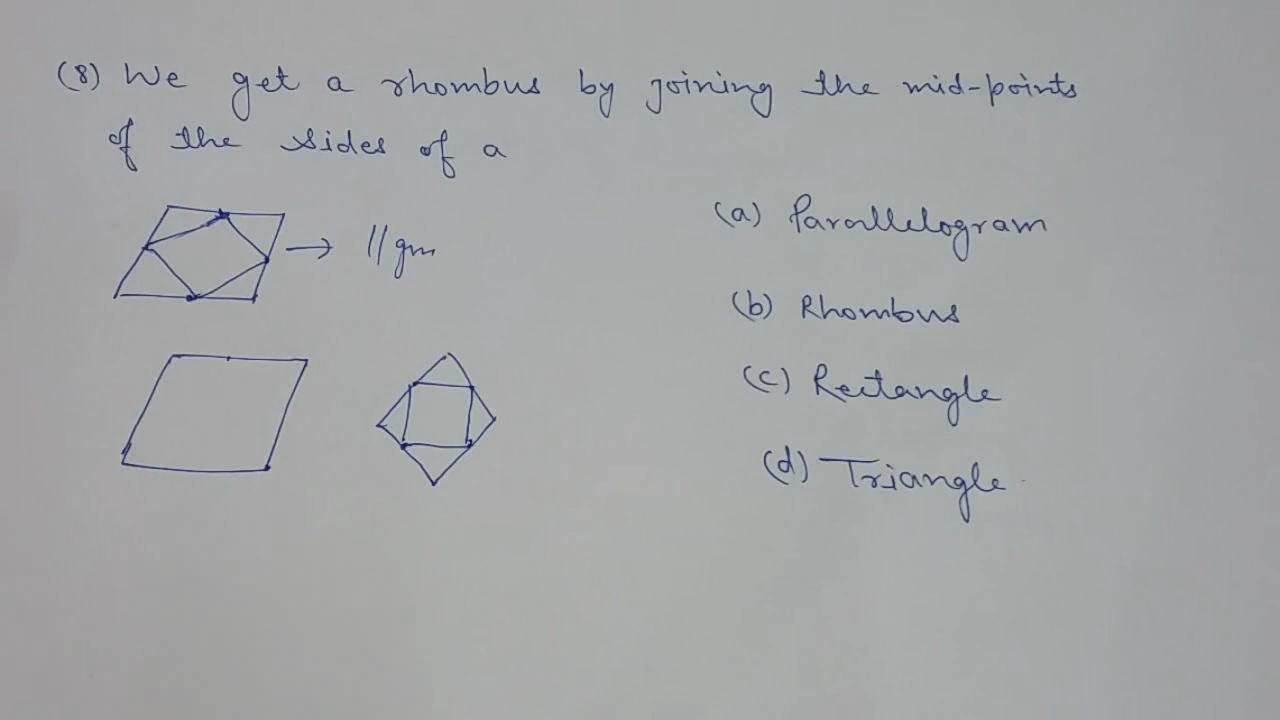 (8) We get a rhombus by joining the mid-points
of the sides of a
→ || gm
(a) Parallelogram
(b) Rhombus
(c) Rectangle
(d) Triangle